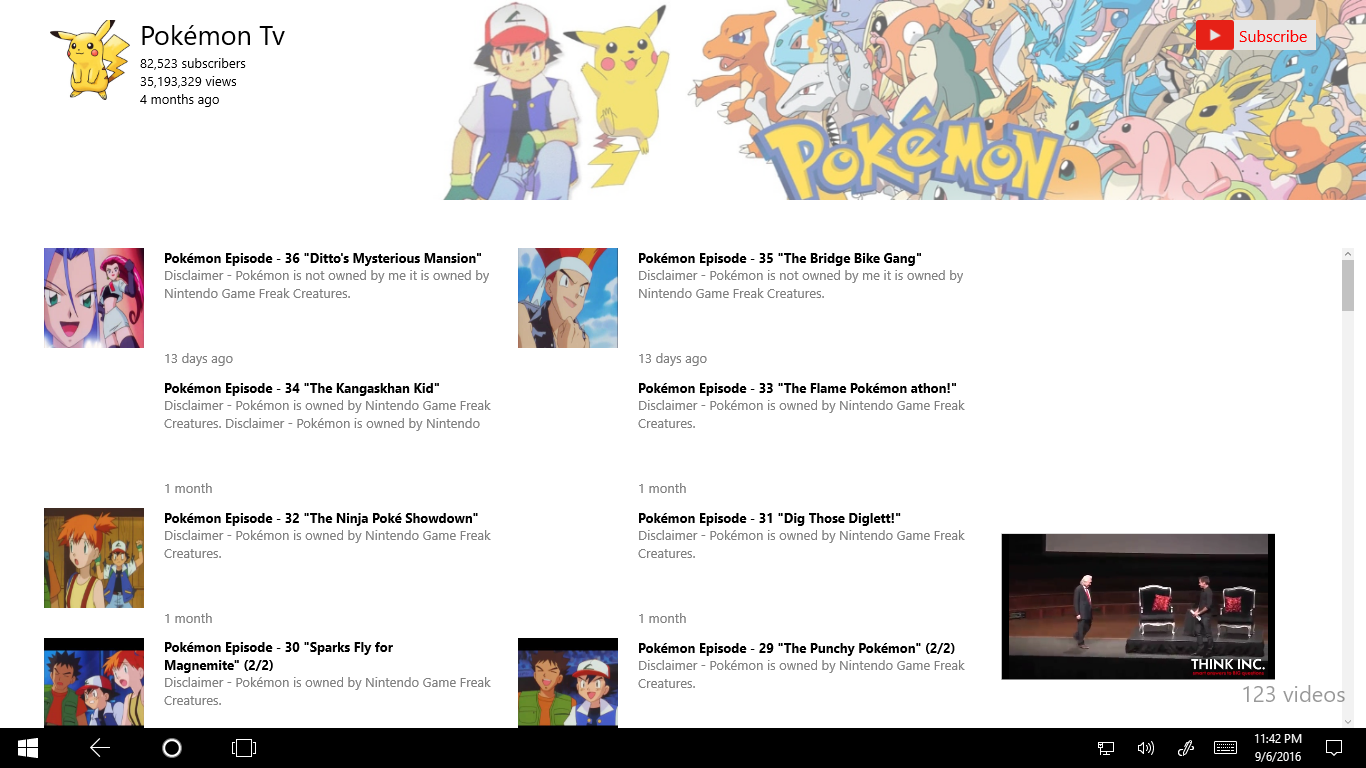 Pokémon Tv
82,523 subscribers
35,193,329 views
4 months ago
Subscribe
POKéMON
Pokémon Episode - 36 "Ditto's Mysterious Mansion"
Disclaimer - Pokémon is not owned by me it is owned by
Nintendo Game Freak Creatures.
13 days ago
Pokémon Episode - 35 "The Bridge Bike Gang"
Disclaimer - Pokémon is not owned by me it is owned by
Nintendo Game Freak Creatures.
13 days ago
Pokémon Episode - 34 "The Kangaskhan Kid"
Disclaimer - Pokémon is owned by Nintendo Game Freak
Creatures. Disclaimer - Pokémon is owned by Nintendo
1 month
Pokémon Episode - 33 "The Flame Pokémon athon!"
Disclaimer - Pokémon is owned by Nintendo Game Freak
Creatures.
1 month
Pokémon Episode - 32 "The Ninja Poké Showdown"
Disclaimer - Pokémon is owned by Nintendo Game Freak
Creatures.
1 month
Pokémon Episode - 31 "Dig Those Diglett!"
Disclaimer - Pokémon is owned by Nintendo Game Freak
Creatures.
1 month
Pokémon Episode - 30 "Sparks Fly for
Magnemite" (2/2)
Disclaimer - Pokémon is owned by Nintendo Game Freak
Creatures.
Pokémon Episode - 29 "The Punchy Pokémon" (2/2)
Disclaimer - Pokémon is owned by Nintendo Game Freak
Creatures.
THINK INC.
123 videos
11:42 PM
9/6/2016